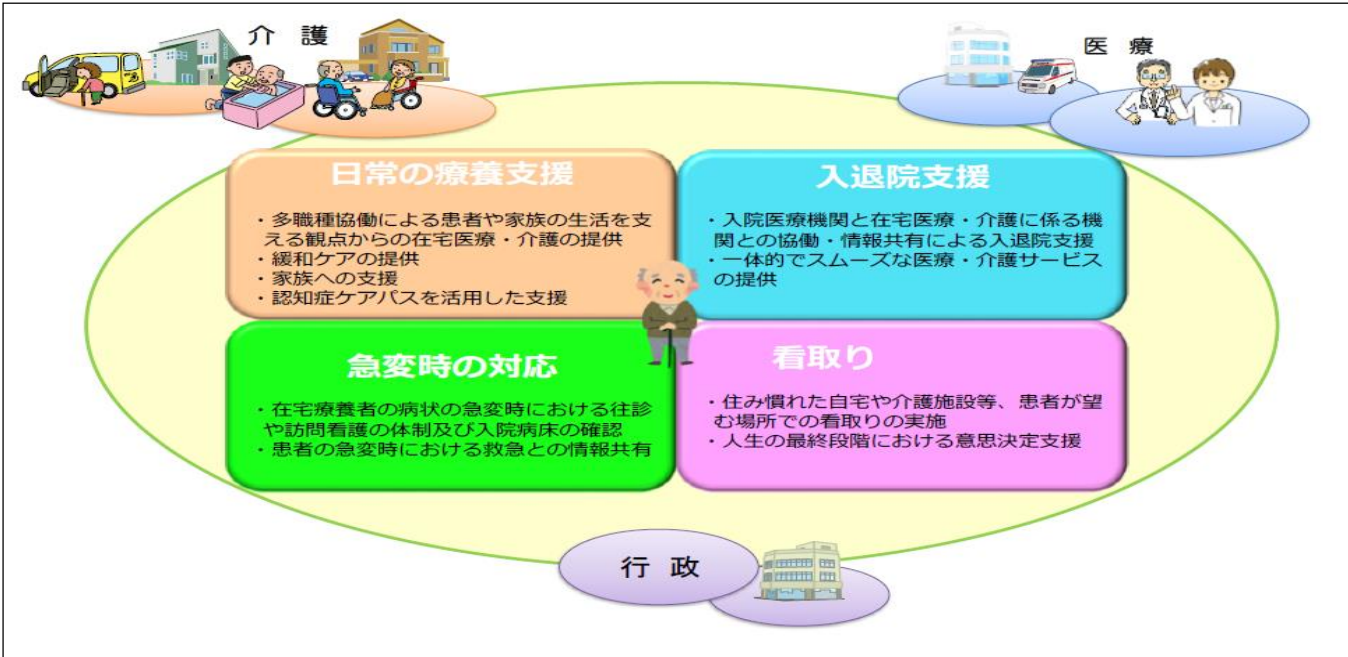 介 護
医 療
日常の療養支援
・多職種協働による患者や家族の生活を支
える観点からの在宅医療・介護の提供
・緩和ケアの提供
・家族への支援
・認知症ケアパスを活用した支援
入退院支援
・入院医療機関と在宅医療・介護に係る機
関との協働・情報共有による入退院支援
・一体的でスムーズな医療・介護サービス
の提供
急変時の対応
・在宅療養者の病状の急変時における往診
や訪問看護の体制及び入院病床の確認
・患者の急変時における救急との情報共有
看取り
・住み慣れた自宅や介護施設等、患者が望
む場所での看取りの実施
・人生の最終段階における意思決定支援
行 政